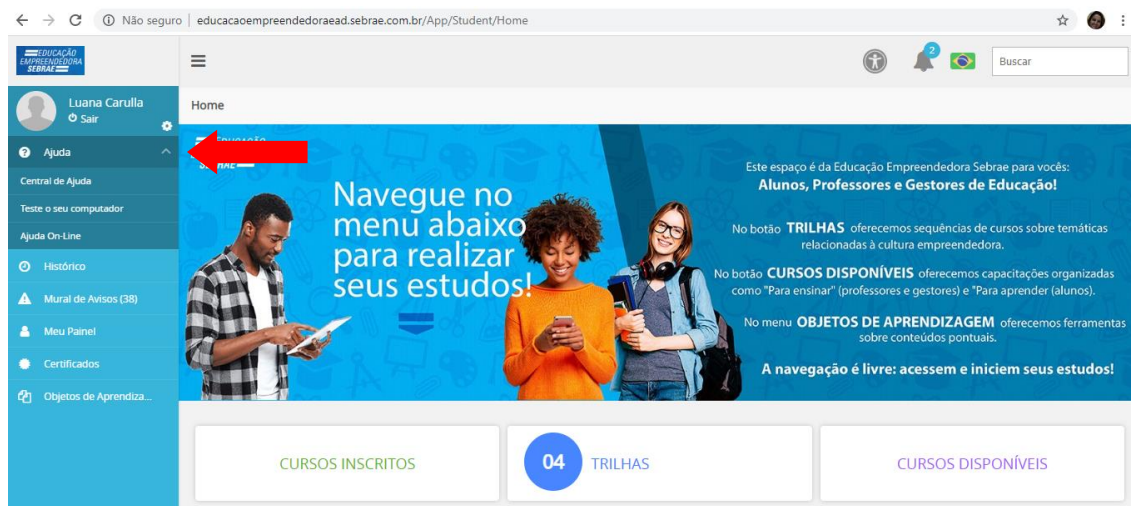 Não seguro | educacaoempreendedoraead.sebrae.com.br/App/Student/Home
EDUCAÇÃO
EMPREENDEDORA
SEBRAE
2
Buscar
Luana Carulla
Sair
Home
Ajuda
Central de Ajuda
Teste o seu computador
Ajuda On-Line
Histórico
Mural de Avisos (38)
Meu Painel
Certificados
Objetos de Aprendiza...
Navegue no
menu abaixo
para realizar
seus estudos!
Este espaço é da Educação Empreendedora Sebrae para vocês:
Alunos, Professores e Gestores de Educação!
No botão TRILHAS oferecemos sequências de cursos sobre temáticas
relacionadas à cultura empreendedora.
No botão CURSOS DISPONÍVEIS oferecemos capacitações organizadas
como "Para ensinar" (professores e gestores) e "Para aprender (alunos).
No menu OBJETOS DE APRENDIZAGEM oferecemos ferramentas
sobre conteúdos pontuais.
A navegação é livre: acessem e iniciem seus estudos!
CURSOS INSCRITOS
04 TRILHAS
CURSOS DISPONÍVEIS